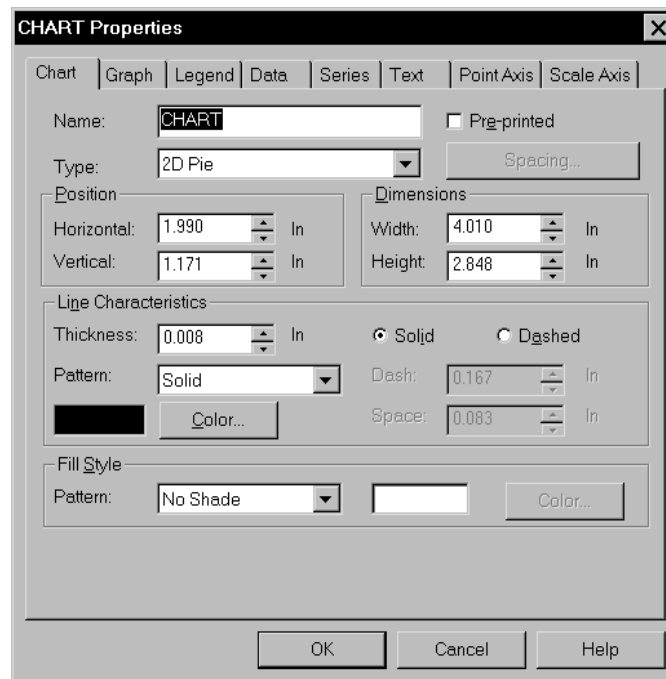 CHART Properties
Chart Graph Legend Data Series Text Point Axis Scale Axis
Name: CHART Pre-printed
Type: 2D Pie Spacing...
Position Dimensions
Horizontal: 1.990 In Width: 4.010 In
Vertical: 1.171 In Height: 2.848 In
Line Characteristics
Thickness: 0.008 In Solid Dashed
Pattern: Solid Dash: 0.167 In
Color... Space: 0.083 In
Fill Style
Pattern: No Shade Color...
OK Cancel Help